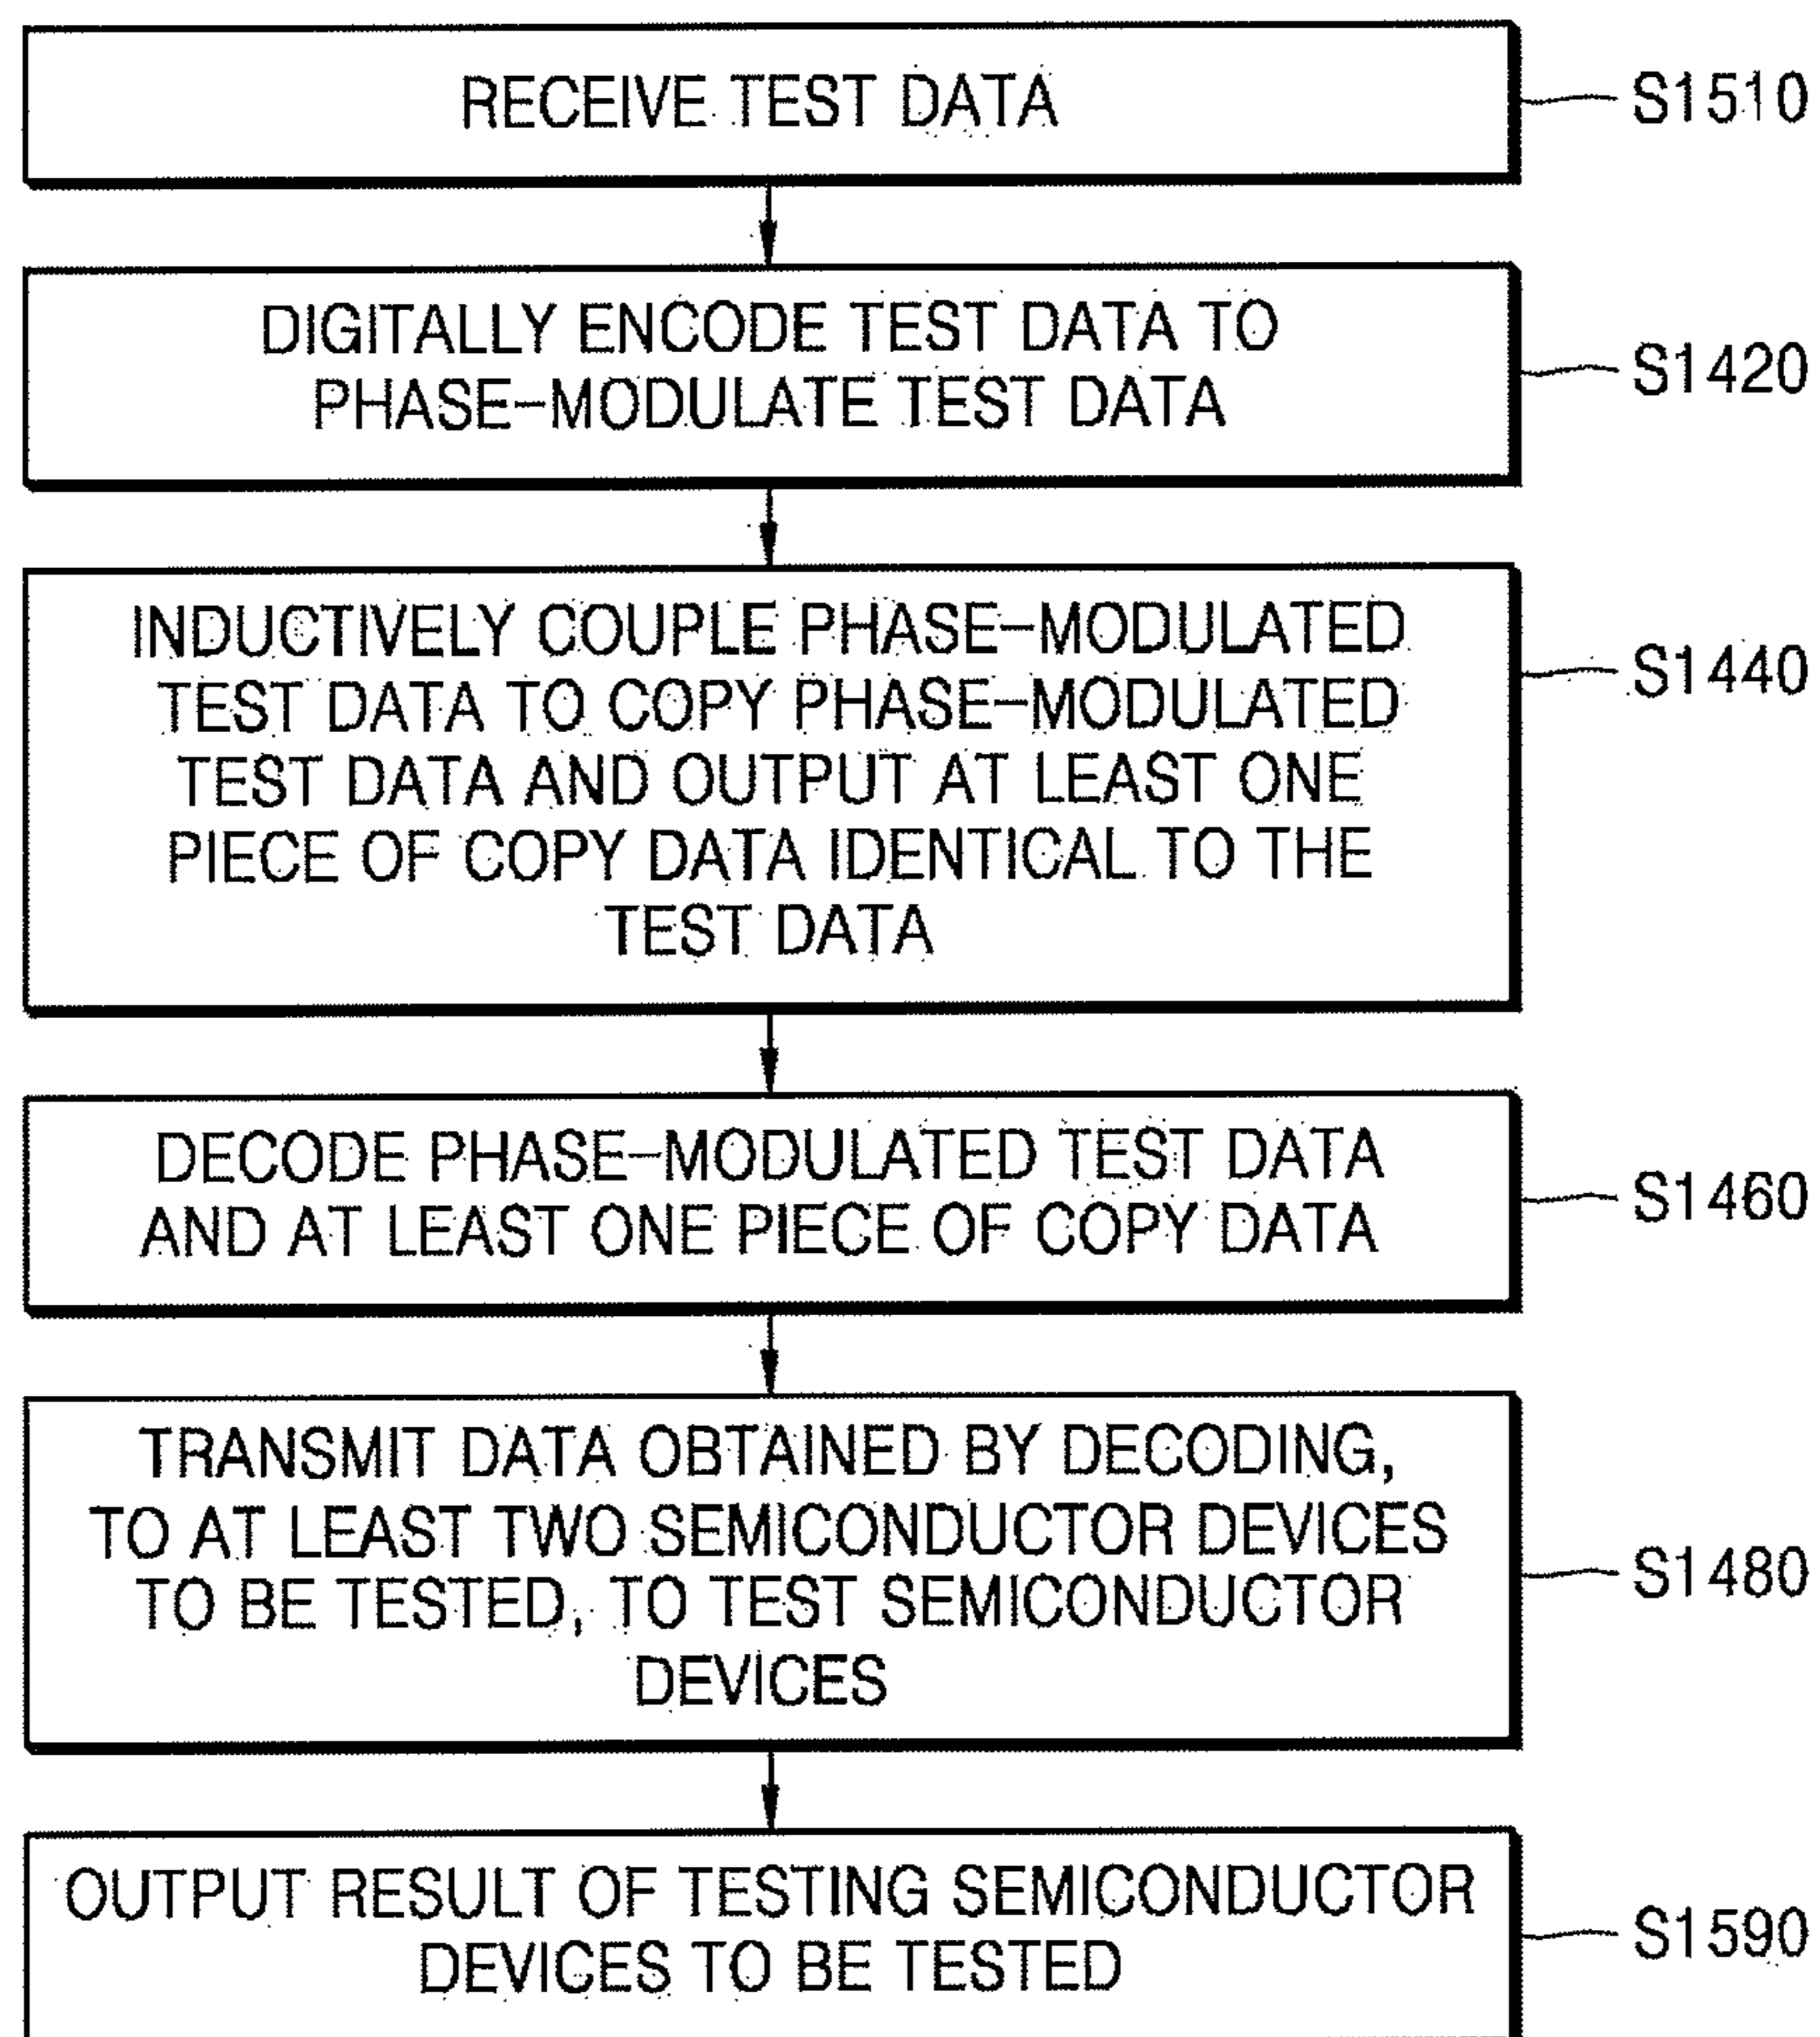 RECEIVE TEST DATA
S1510
DIGITALLY ENCODE TEST DATA TO
PHASE-MODULATE TEST DATA
S1420
INDUCTIVELY COUPLE PHASE-MODULATED
TEST DATA TO COPY PHASE-MODULATED
TEST DATA AND OUTPUT AT LEAST ONE
PIECE OF COPY DATA IDENTICAL TO THE
TEST DATA
S1440
DECODE PHASE-MODULATED TEST DATA
AND AT LEAST ONE PIECE OF COPY DATA
S1460
TRANSMIT DATA OBTAINED BY DECODING,
TO AT LEAST TWO SEMICONDUCTOR DEVICES
TO BE TESTED, TO TEST SEMICONDUCTOR
DEVICES
S1480
OUTPUT RESULT OF TESTING SEMICONDUCTOR
DEVICES TO BE TESTED
S1590